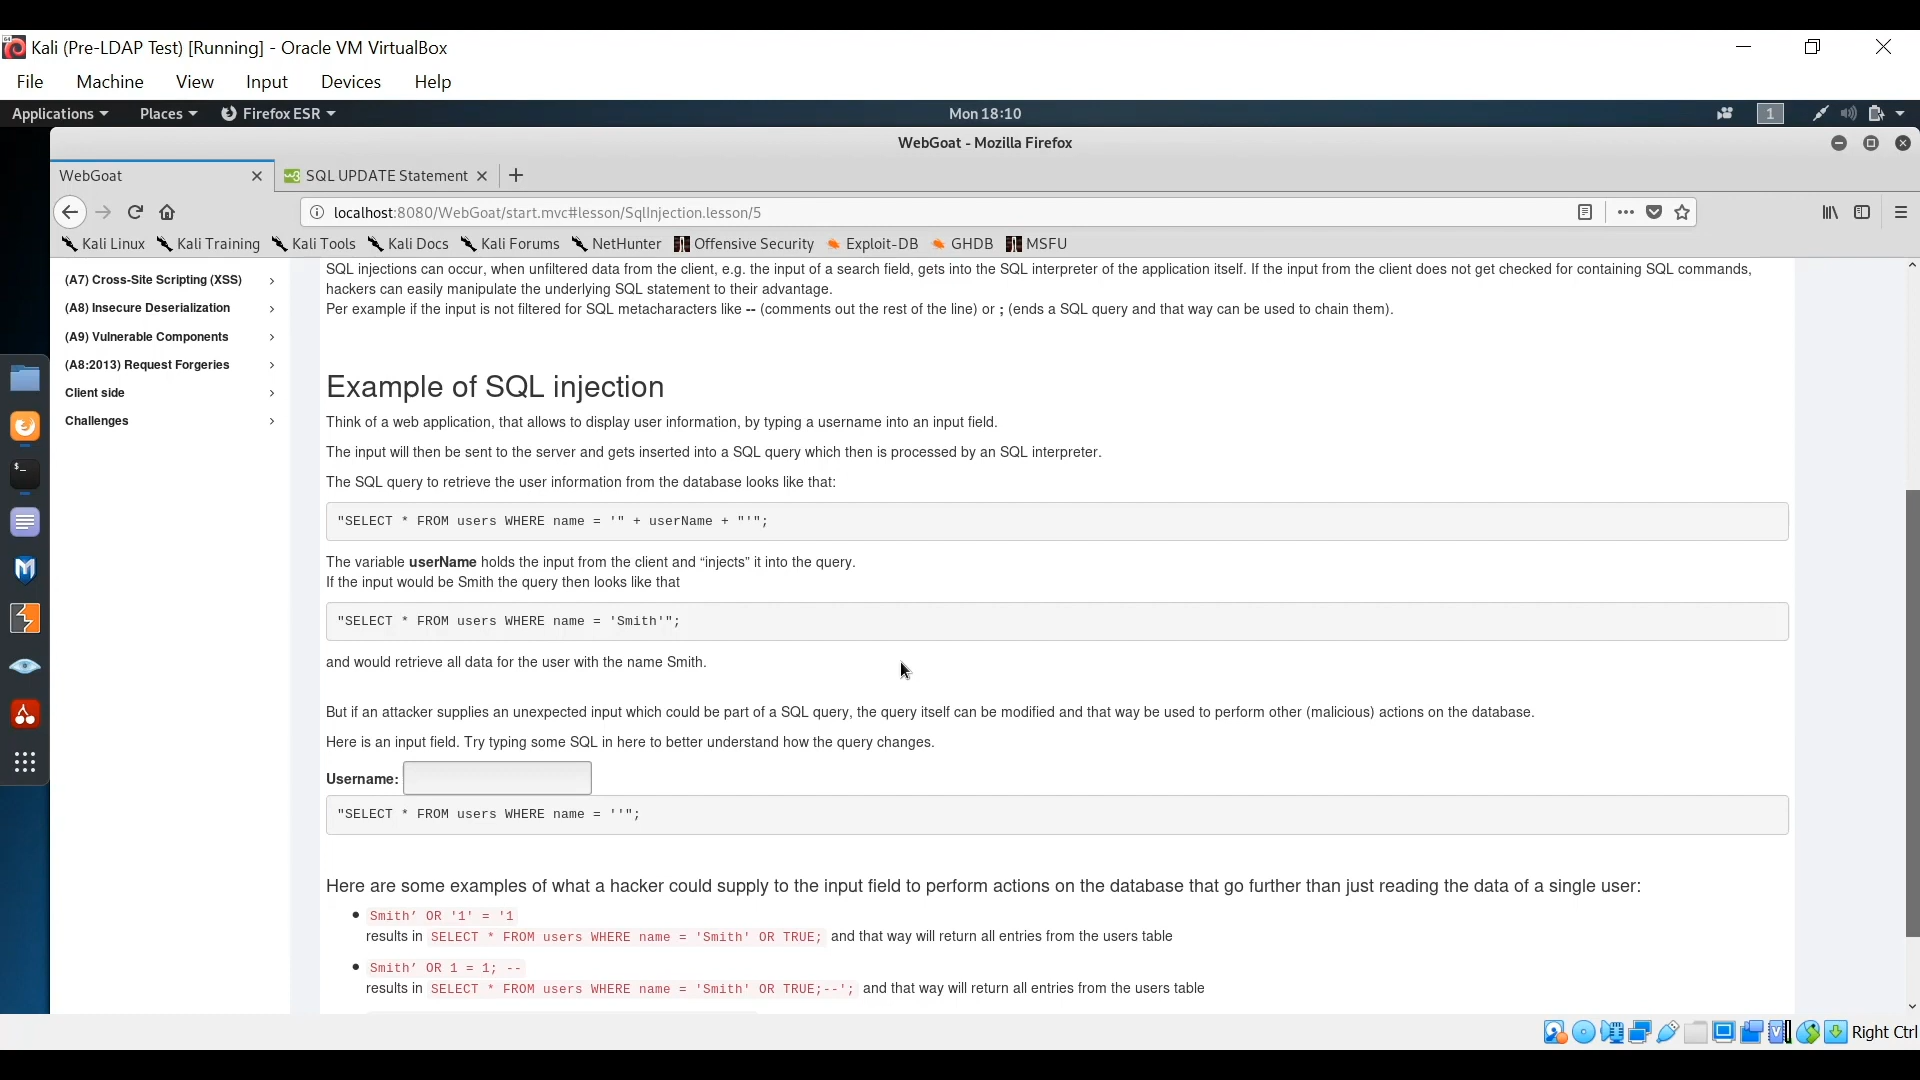 Kali (Pre-LDAP Test) [Running] - Oracle VM VirtualBox
File Machine View Input Devices Help
Applications Places Firefox ESR Mon 18:10 1
WebGoat - Mozilla Firefox
WebGoat SQL UPDATE Statement
localhost:8080/WebGoat/start.mvc#lesson/SqlInjection.lesson/5
Kali Linux Kali Training Kali Tools Kali Docs Kali Forums NetHunter Offensive Security Exploit-DB GHDB MSFU
(A7) Cross-Site Scripting (XSS)
(A8) Insecure Deserialization
(A9) Vulnerable Components
(A8:2013) Request Forgeries
Client side
Challenges
SQL injections can occur, when unfiltered data from the client, e.g. the input of a search field, gets into the SQL interpreter of the application itself. If the input from the client does not get checked for containing SQL commands,
hackers can easily manipulate the underlying SQL statement to their advantage.
Per example if the input is not filtered for SQL metacharacters like -- (comments out the rest of the line) or ; (ends a SQL query and that way can be used to chain them).
Example of SQL injection
Think of a web application, that allows to display user information, by typing a username into an input field.
The input will then be sent to the server and gets inserted into a SQL query which then is processed by an SQL interpreter.
The SQL query to retrieve the user information from the database looks like that:
"SELECT * FROM users WHERE name = '" + userName + "'";
The variable userName holds the input from the client and “injects” it into the query.
If the input would be Smith the query then looks like that
"SELECT * FROM users WHERE name = 'Smith'";
and would retrieve all data for the user with the name Smith.
But if an attacker supplies an unexpected input which could be part of a SQL query, the query itself can be modified and that way be used to perform other (malicious) actions on the database.
Here is an input field. Try typing some SQL in here to better understand how the query changes.
Username:
"SELECT * FROM users WHERE name = ''";
Here are some examples of what a hacker could supply to the input field to perform actions on the database that go further than just reading the data of a single user:
Smith’ OR '1' = '1
results in SELECT * FROM users WHERE name = 'Smith' OR TRUE; and that way will return all entries from the users table
Smith’ OR 1 = 1; --
results in SELECT * FROM users WHERE name = 'Smith' OR TRUE;--'; and that way will return all entries from the users table
Right Ctrl